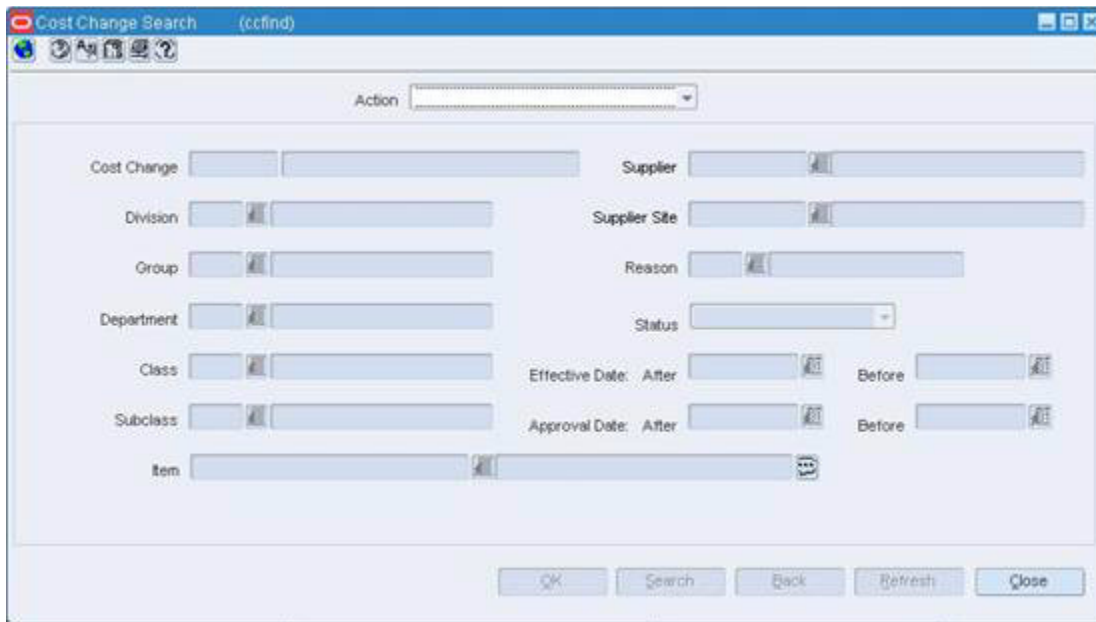 Cost Change Search (ccfind)
Action
Cost Change Supplier
Division Supplier Site
Group Reason
Department Status
Class Effective Date: After Before
Subclass Approval Date: After Before
Item
OK Search Back Refresh Close